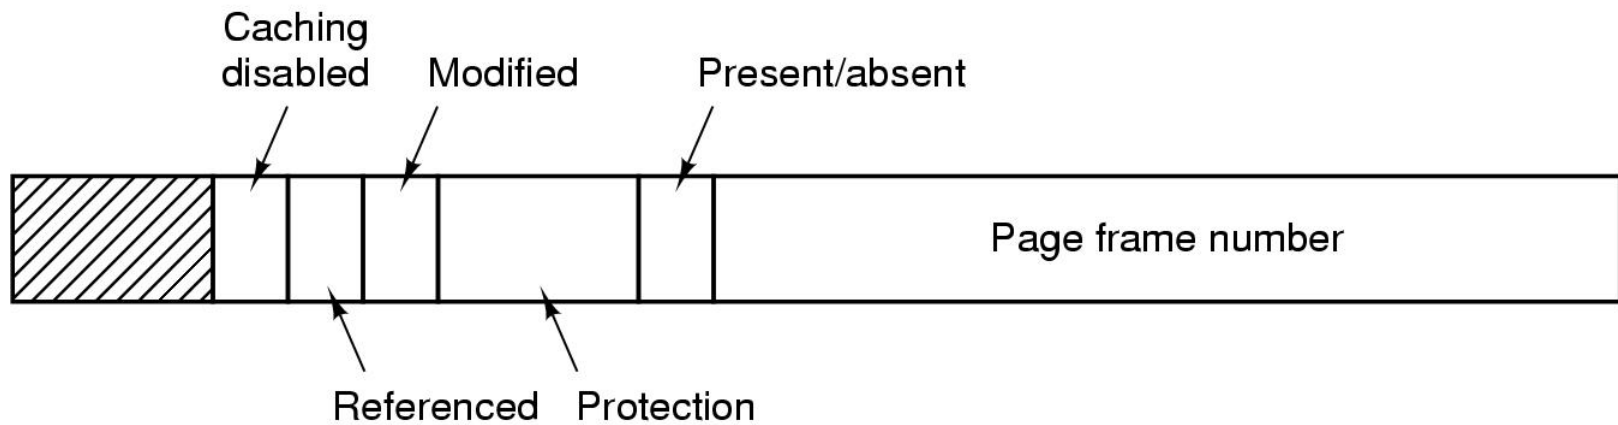 Caching
disabled
Modified
Present/absent
Page frame number
Referenced
Protection